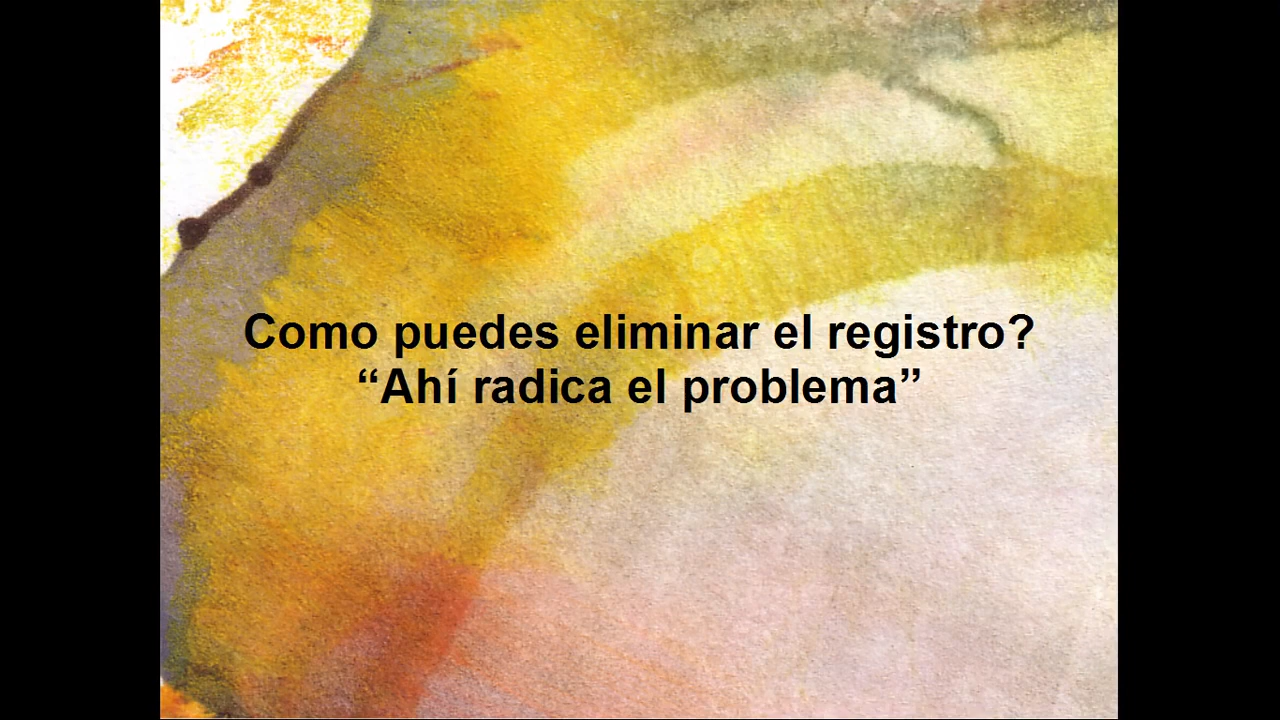 Como puedes eliminar el registro?
“Ahí radica el problema”